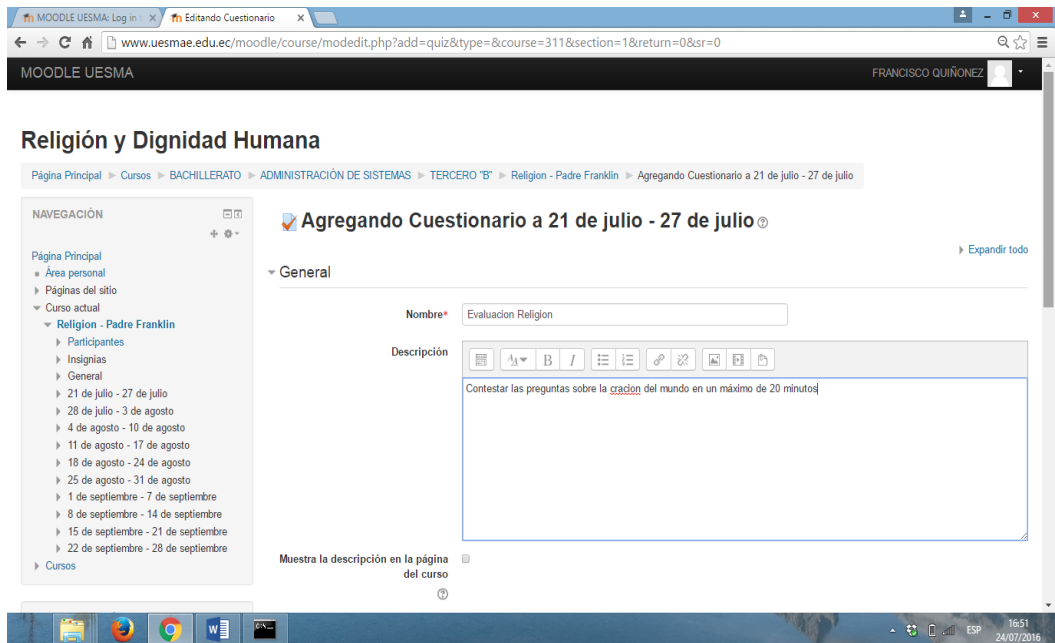 MOODLE UESMA: Log in t
Editando Cuestionario
www.uesmae.edu.ec/moodle/course/modedit.php?add=quiz&type=&course=311&section=1&return=0&sr=0
MOODLE UESMA
FRANCISCO QUIÑONEZ
Religión y Dignidad Humana
Página Principal Cursos BACHILLERATO ADMINISTRACIÓN DE SISTEMAS TERCERO "B" Religion - Padre Franklin Agregando Cuestionario a 21 de julio - 27 de julio
NAVEGACIÓN
Página Principal
Área personal
Páginas del sitio
Curso actual
Religion - Padre Franklin
Participantes
Insignias
General
21 de julio - 27 de julio
28 de julio - 3 de agosto
4 de agosto - 10 de agosto
11 de agosto - 17 de agosto
18 de agosto - 24 de agosto
25 de agosto - 31 de agosto
1 de septiembre - 7 de septiembre
8 de septiembre - 14 de septiembre
15 de septiembre - 21 de septiembre
22 de septiembre - 28 de septiembre
Cursos
Agregando Cuestionario a 21 de julio - 27 de julio
Expandir todo
General
Nombre*
Evaluacion Religion
Descripción
B I
Contestar las preguntas sobre la cracion del mundo en un máximo de 20 minutos
Muestra la descripción en la página
del curso
ESP
16:51
24/07/2016